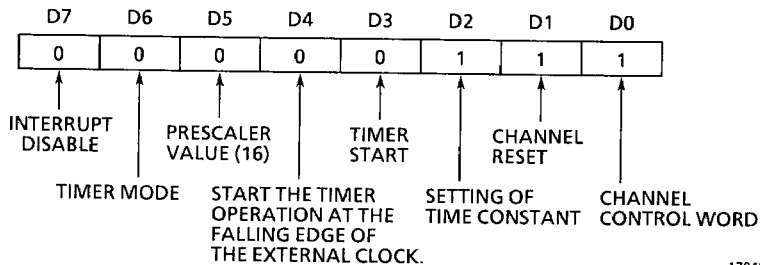 D7 D6 D5 D4 D3 D2 D1 D0
0 0 0 0 0 1 1 1
INTERRUPT
DISABLE
TIMER MODE
PRESCALER
VALUE (16)
START THE TIMER
OPERATION AT THE
FALLING EDGE OF
THE EXTERNAL CLOCK.
TIMER
START
SETTING OF
TIME CONSTANT
CHANNEL
RESET
CHANNEL
CONTROL WORD